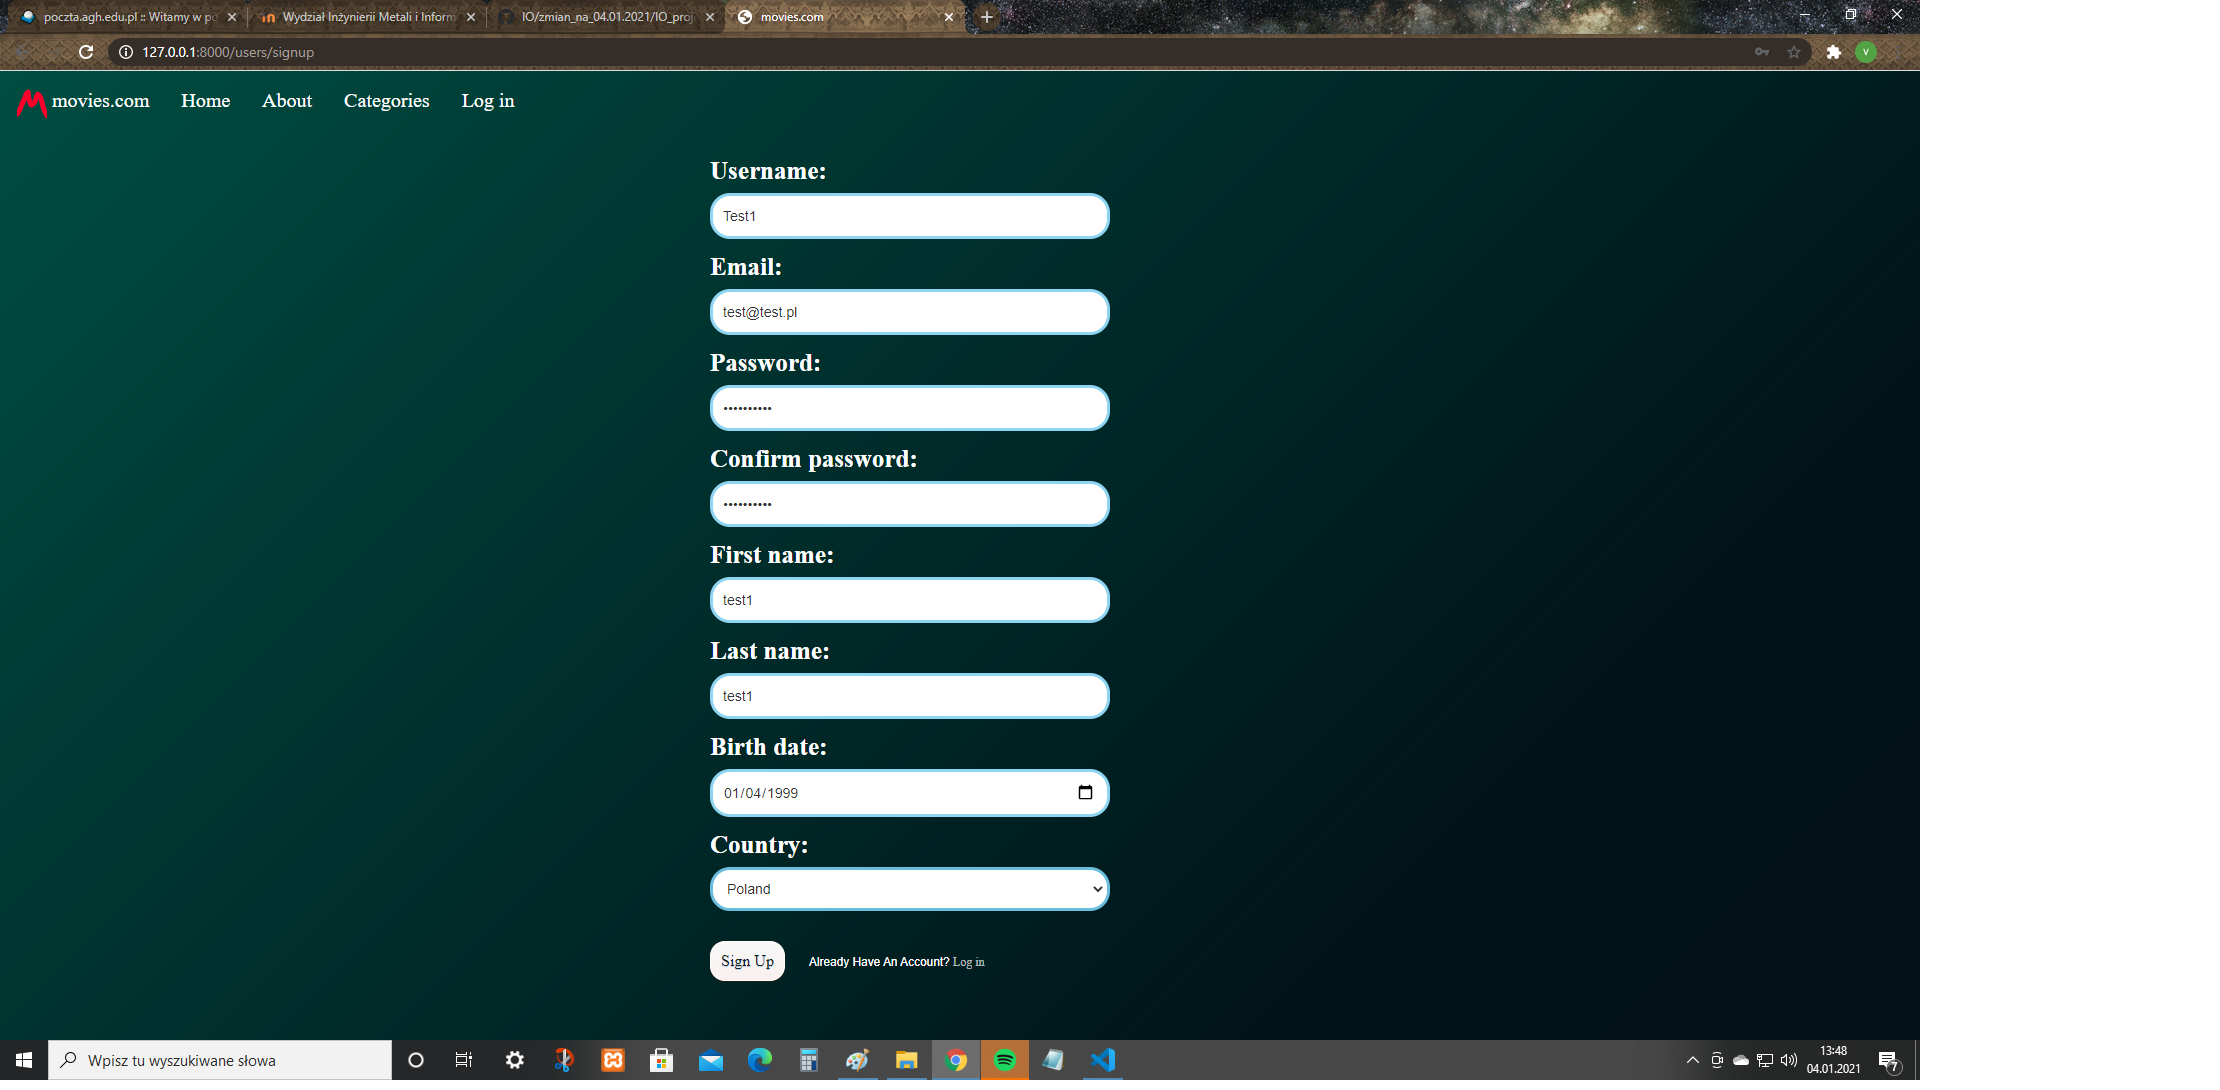 poczta.agh.edu.pl :: Witamy w po
Wydział Inżynierii Metali i Inform
IO/zmian_na_04.01.2021/IO_proj
movies.com
127.0.0.1:8000/users/signup
V
movies.com Home About Categories Log in
Username:
Test1
Email:
test@test.pl
Password:
••••••••••
Confirm password:
••••••••••
First name:
test1
Last name:
test1
Birth date:
01/04/1999
Country:
Poland
Sign Up Already Have An Account? Log in
Wpisz tu wyszukiwane słowa
13:48
04.01.2021
7